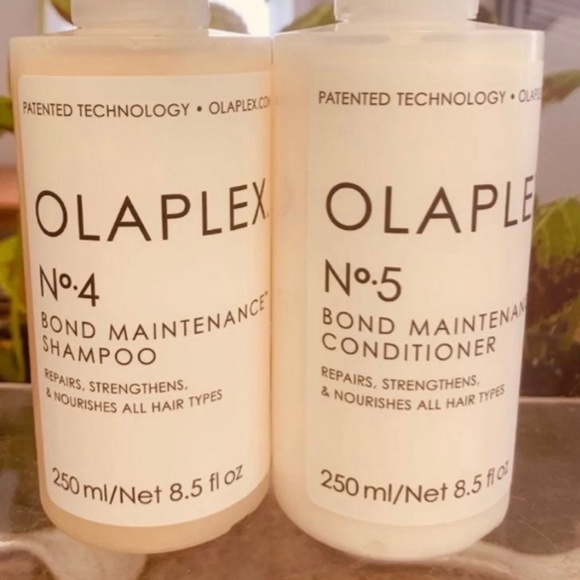 PATENTED TECHNOLOGY • OLAPLEX.COM
OLAPLEX.
Nº.4
BOND MAINTENANCE™
SHAMPOO
REPAIRS, STRENGTHENS,
& NOURISHES ALL HAIR TYPES
250 ml/Net 8.5 fl oz
PATENTED TECHNOLOGY • OLAPLE
OLAPLE
Nº.5
BOND MAINTENAN
CONDITIONER
REPAIRS, STRENGTHENS,
& NOURISHES ALL HAIR TYPES
250 ml/Net 8.5 fl oz